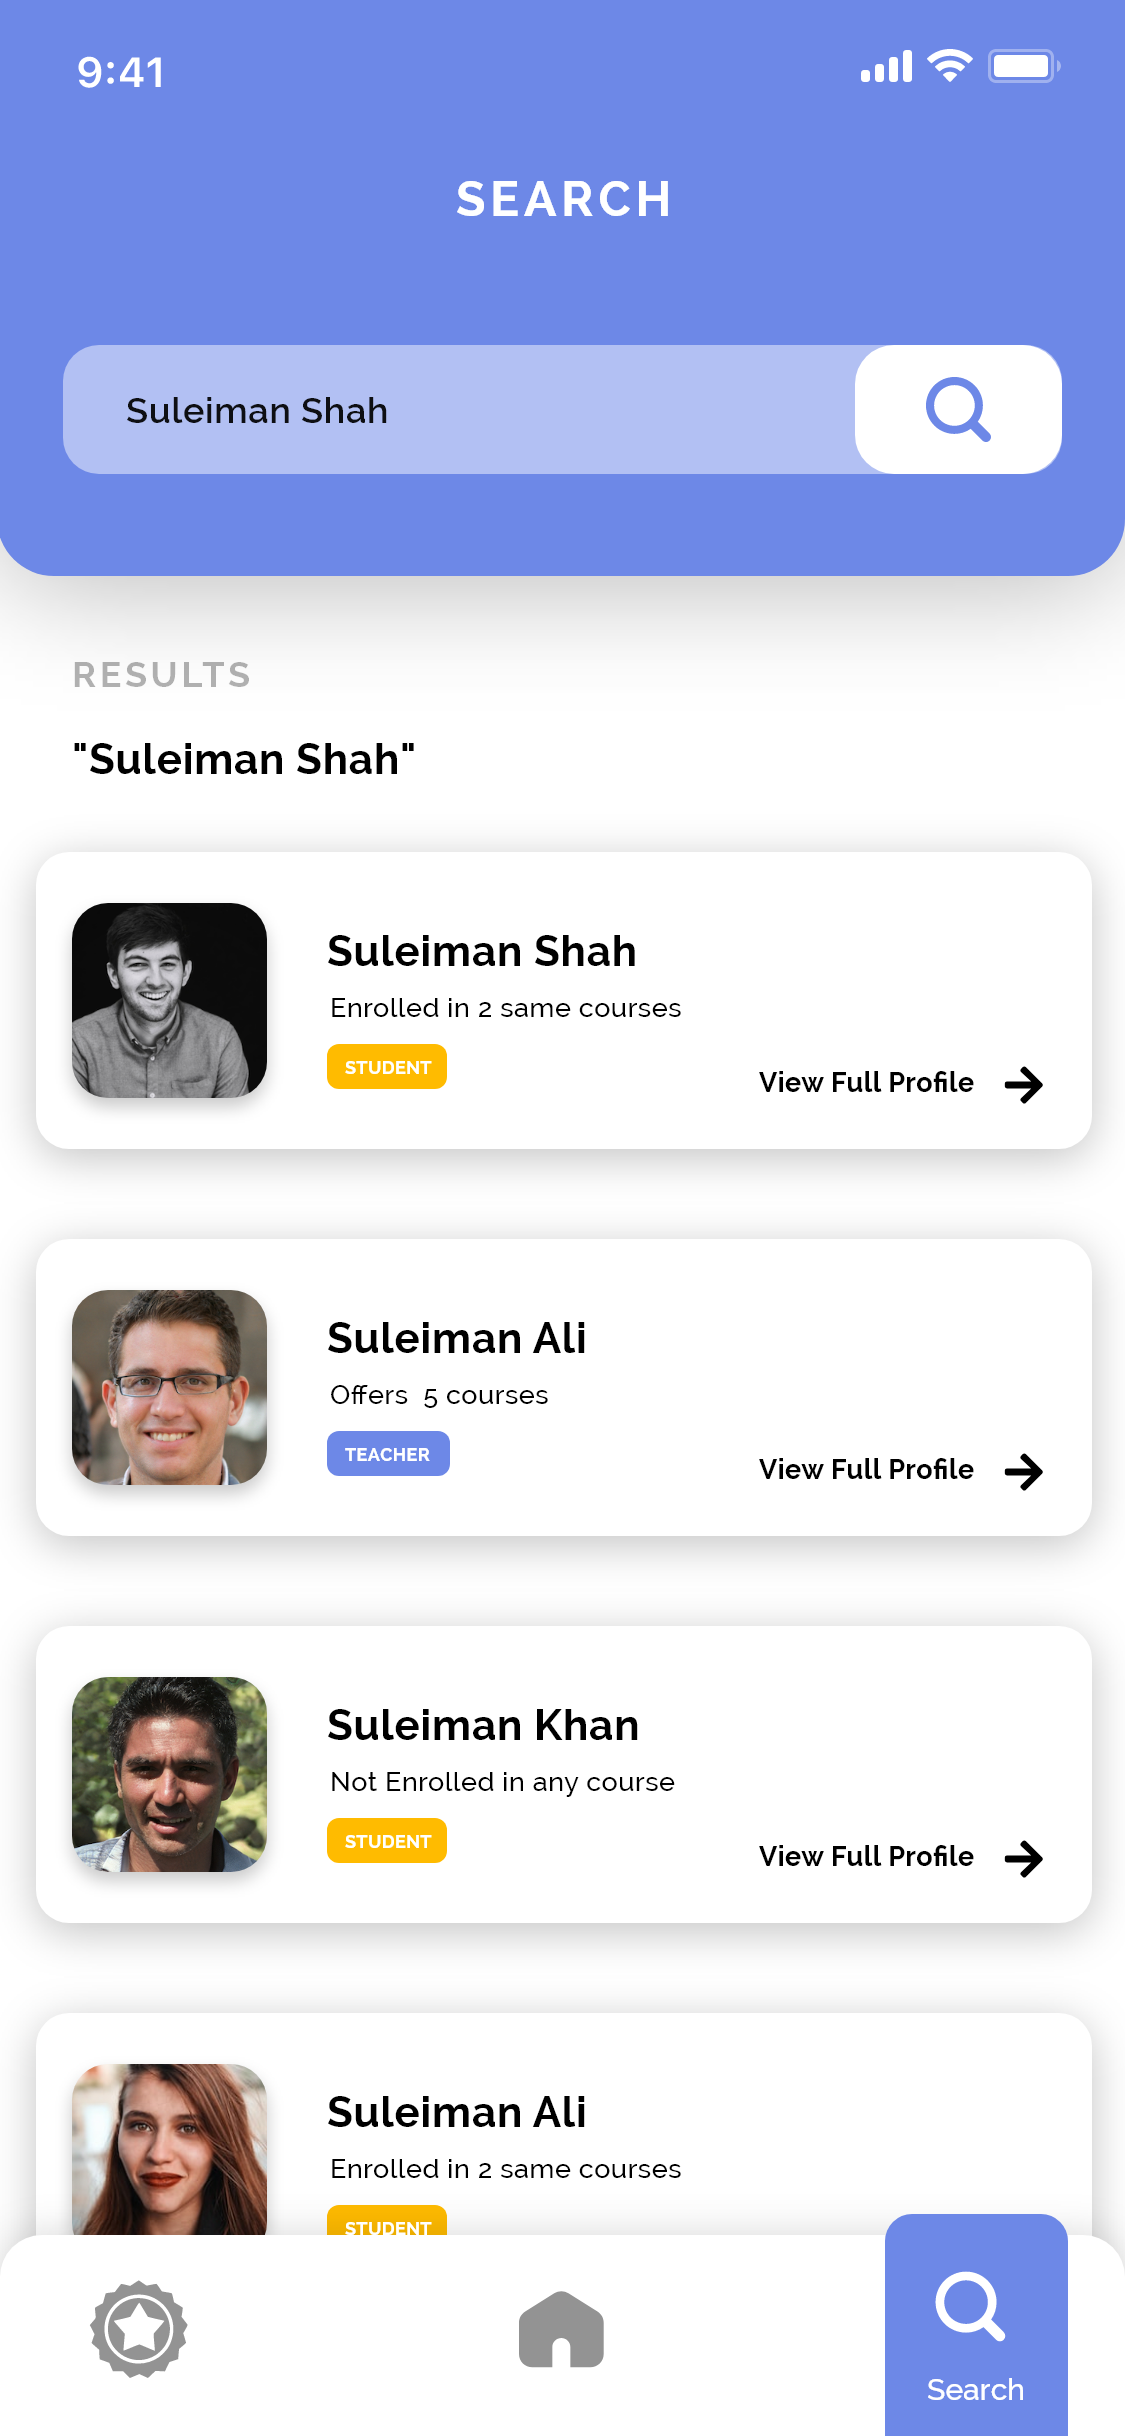 9:41
SEARCH
Suleiman Shah
RESULTS
"Suleiman Shah"
Suleiman Shah
Enrolled in 2 same courses
STUDENT
View Full Profile
Suleiman Ali
Offers 5 courses
TEACHER
View Full Profile
Suleiman Khan
Not Enrolled in any course
STUDENT
View Full Profile
Suleiman Ali
Enrolled in 2 same courses
STUDENT
Search